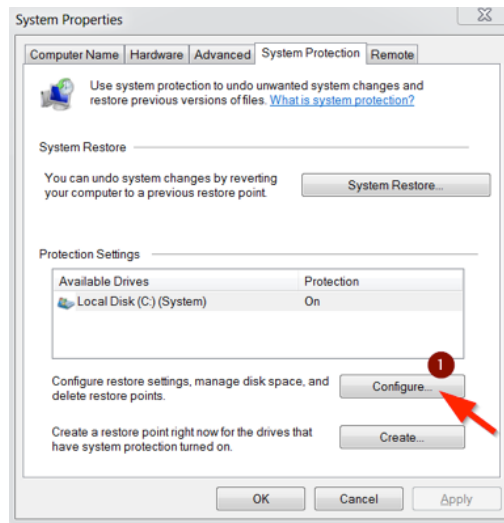 System Properties
Computer Name Hardware Advanced System Protection Remote
Use system protection to undo unwanted system changes and
restore previous versions of files. What is system protection?
System Restore
You can undo system changes by reverting
your computer to a previous restore point.
System Restore...
Protection Settings
Available Drives Protection
Local Disk (C:) (System) On
1
Configure restore settings, manage disk space, and
delete restore points.
Configure...
Create a restore point right now for the drives that
have system protection turned on.
Create...
OK Cancel Apply